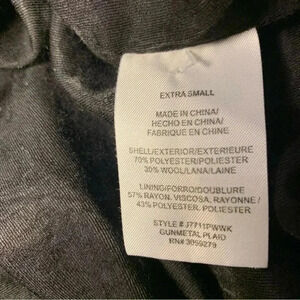 EXTRA SMALL
MADE IN CHINA/
HECHO EN CHINA/
FABRIQUE EN CHINE
SHELL/EXTERIOR/EXTERIEURE
70% POLYESTER/POLIESTER
30% WOOL/LANA/LAINE
LINING/FORRO/DOUBLURE
57% RAYON, VISCOSA, RAYONNE /
43% POLYESTER, POLIESTER
STYLE # J7711PWWK
GUNMETAL PLAID
RN# 3059279